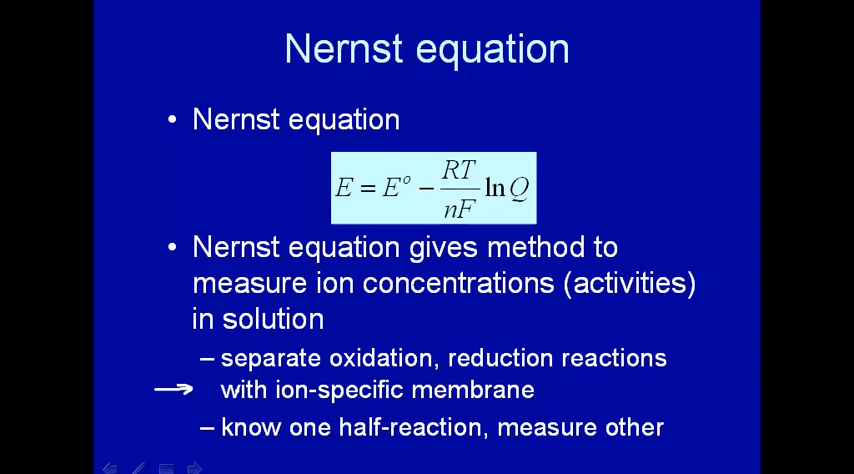 Nernst equation
• Nernst equation
E = E° − RT/nF ln Q
• Nernst equation gives method to
measure ion concentrations (activities)
in solution
– separate oxidation, reduction reactions
with ion-specific membrane
– know one half-reaction, measure other